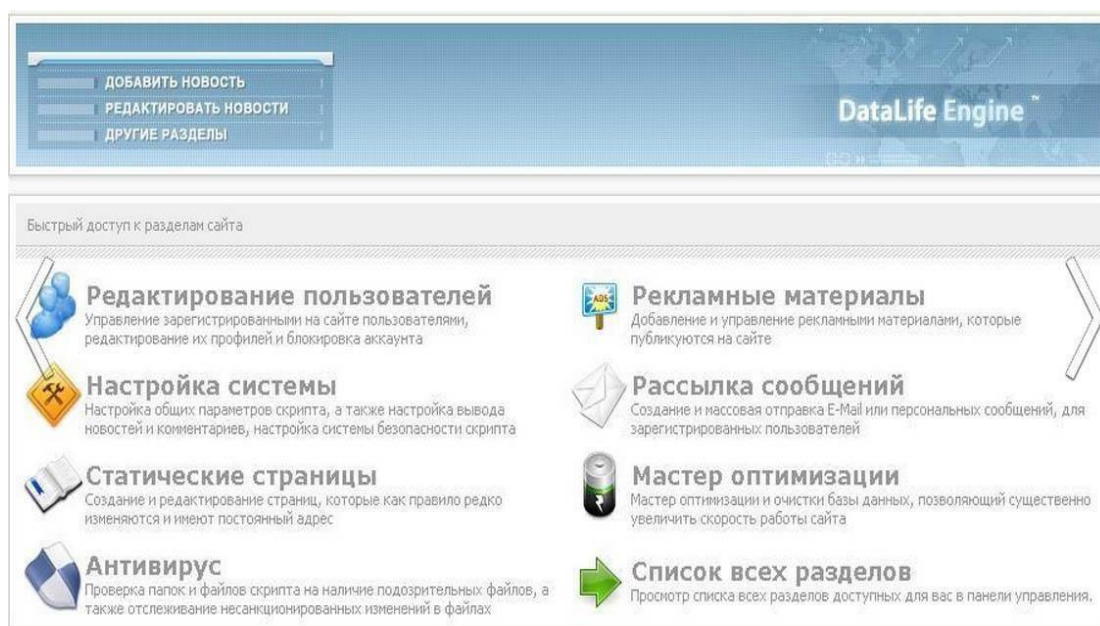 ДОБАВИТЬ НОВОСТЬ
РЕДАКТИРОВАТЬ НОВОСТИ
ДРУГИЕ РАЗДЕЛЫ
DataLife Engine ™
Быстрый доступ к разделам сайта
Редактирование пользователей
Управление зарегистрированными на сайте пользователями,
редактирование их профилей и блокировка аккаунта
Рекламные материалы
ADS
Добавление и управление рекламными материалами, которые
публикуются на сайте
Настройка системы
Настройка общих параметров скрипта, а также настройка вывода
новостей и комментариев, настройка системы безопасности скрипта
Рассылка сообщений
Создание и массовая отправка E-Mail или персональных сообщений, для
зарегистрированных пользователей
Статические страницы
Создание и редактирование страниц, которые как правило редко
изменяются и имеют постоянный адрес
Мастер оптимизации
Мастер оптимизации и очистки базы данных, позволяющий существенно
увеличить скорость работы сайта
Антивирус
Проверка папок и файлов скрипта на наличие подозрительных файлов, а
также отслеживание несанкционированных изменений в файлах
Список всех разделов
Просмотр списка всех разделов доступных для вас в панели управления.